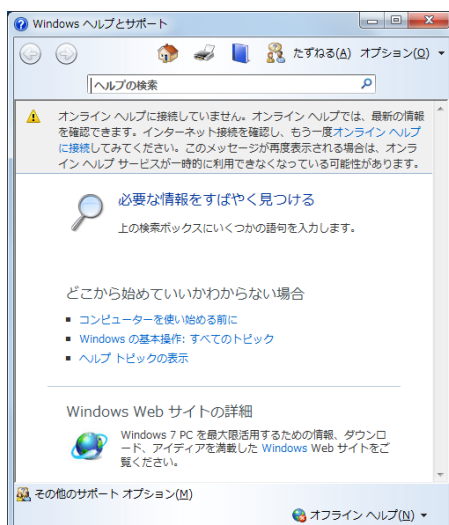 Windows ヘルプとサポート
たずねる(A) オプション(O)
ヘルプの検索
オンライン ヘルプに接続していません。オンライン ヘルプでは、最新の情報
を確認できます。インターネット接続を確認し、もう一度オンライン ヘルプ
に接続してみてください。このメッセージが再度表示される場合は、オンラ
イン ヘルプ サービスが一時的に利用できなくなっている可能性があります。
必要な情報をすばやく見つける
上の検索ボックスにいくつかの語句を入力します。
どこから始めていいかわからない場合
コンピューターを使い始める前に
Windows の基本操作: すべてのトピック
ヘルプ トピックの表示
Windows Web サイトの詳細
Windows 7 PC を最大限活用するための情報、ダウンロ
ード、アイディアを満載した Windows Web サイトをご
覧ください。
その他のサポート オプション(M)
オフライン ヘルプ(N)